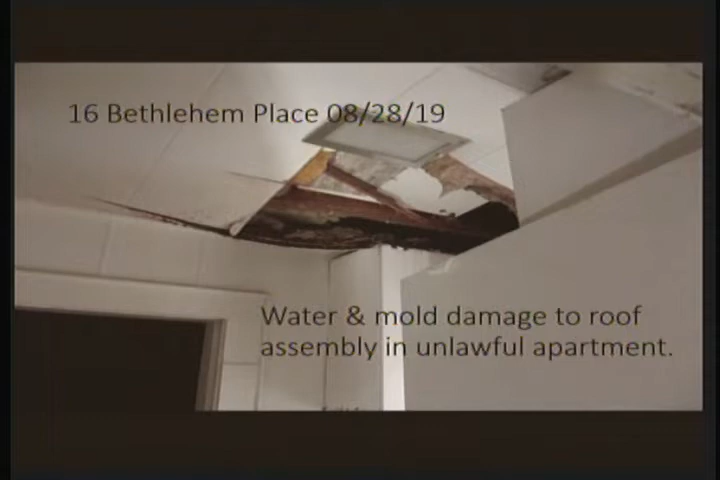 16 Bethlehem Place 08/28/19
Water & mold damage to roof
assembly in unlawful apartment.